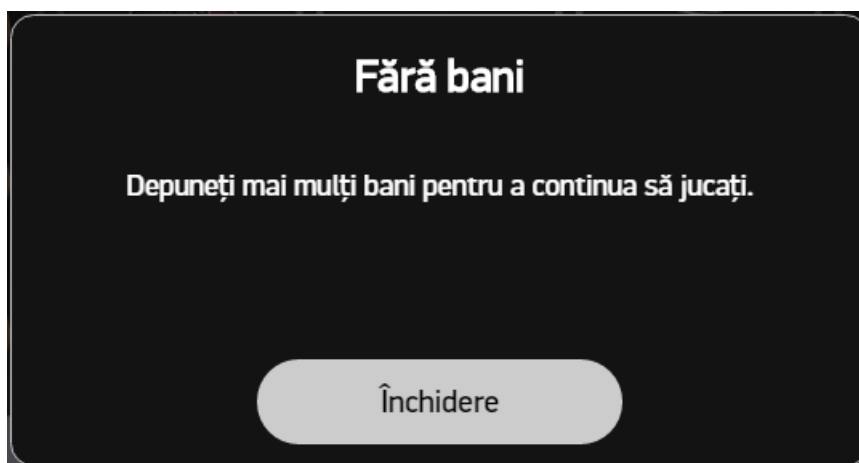 Fără bani
Depuneți mai mulți bani pentru a continua să jucați.
Închidere